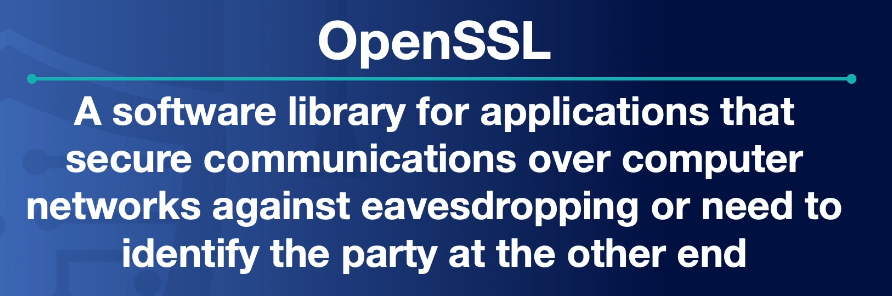 OpenSSL
A software library for applications that
secure communications over computer
networks against eavesdropping or need to
identify the party at the other end